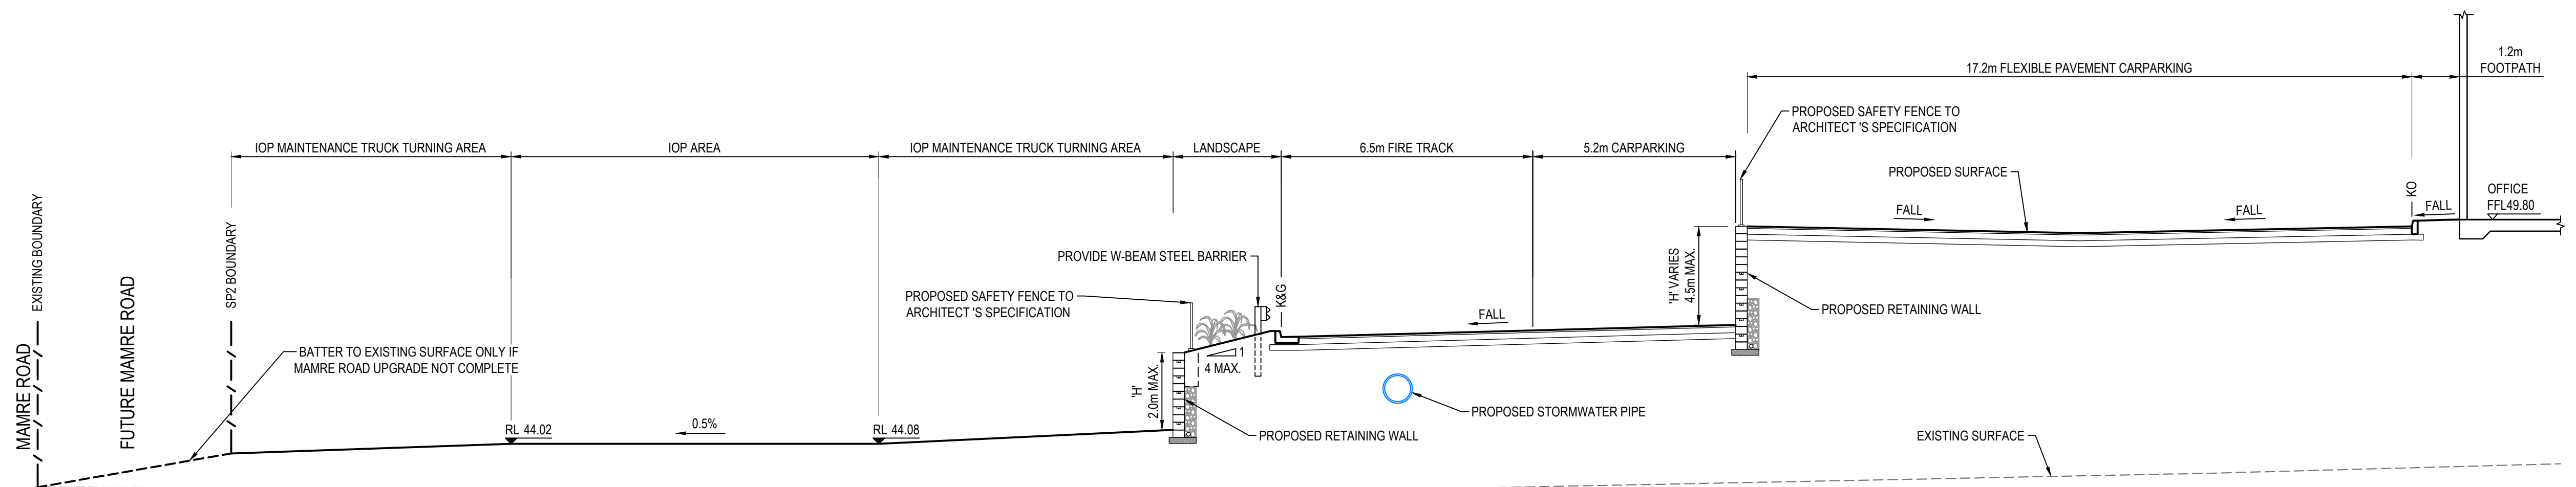 1.2m
FOOTPATH
17.2m FLEXIBLE PAVEMENT CARPARKING
PROPOSED SAFETY FENCE TO
ARCHITECT 'S SPECIFICATION
IOP MAINTENANCE TRUCK TURNING AREA
IOP AREA
IOP MAINTENANCE TRUCK TURNING AREA
LANDSCAPE
6.5m FIRE TRACK
5.2m CARPARKING
PROPOSED SURFACE
KO
OFFICE
FFL49.80
FALL
FALL
FALL
EXISTING BOUNDARY
SP2 BOUNDARY
MAMRE ROAD
FUTURE MAMRE ROAD
PROVIDE W-BEAM STEEL BARRIER
K&G
'H' VARIES
4.5m MAX.
PROPOSED SAFETY FENCE TO
ARCHITECT 'S SPECIFICATION
FALL
PROPOSED RETAINING WALL
BATTER TO EXISTING SURFACE ONLY IF
MAMRE ROAD UPGRADE NOT COMPLETE
1
4 MAX.
'H'
2.0m MAX.
PROPOSED STORMWATER PIPE
RL 44.02
0.5%
RL 44.08
PROPOSED RETAINING WALL
EXISTING SURFACE